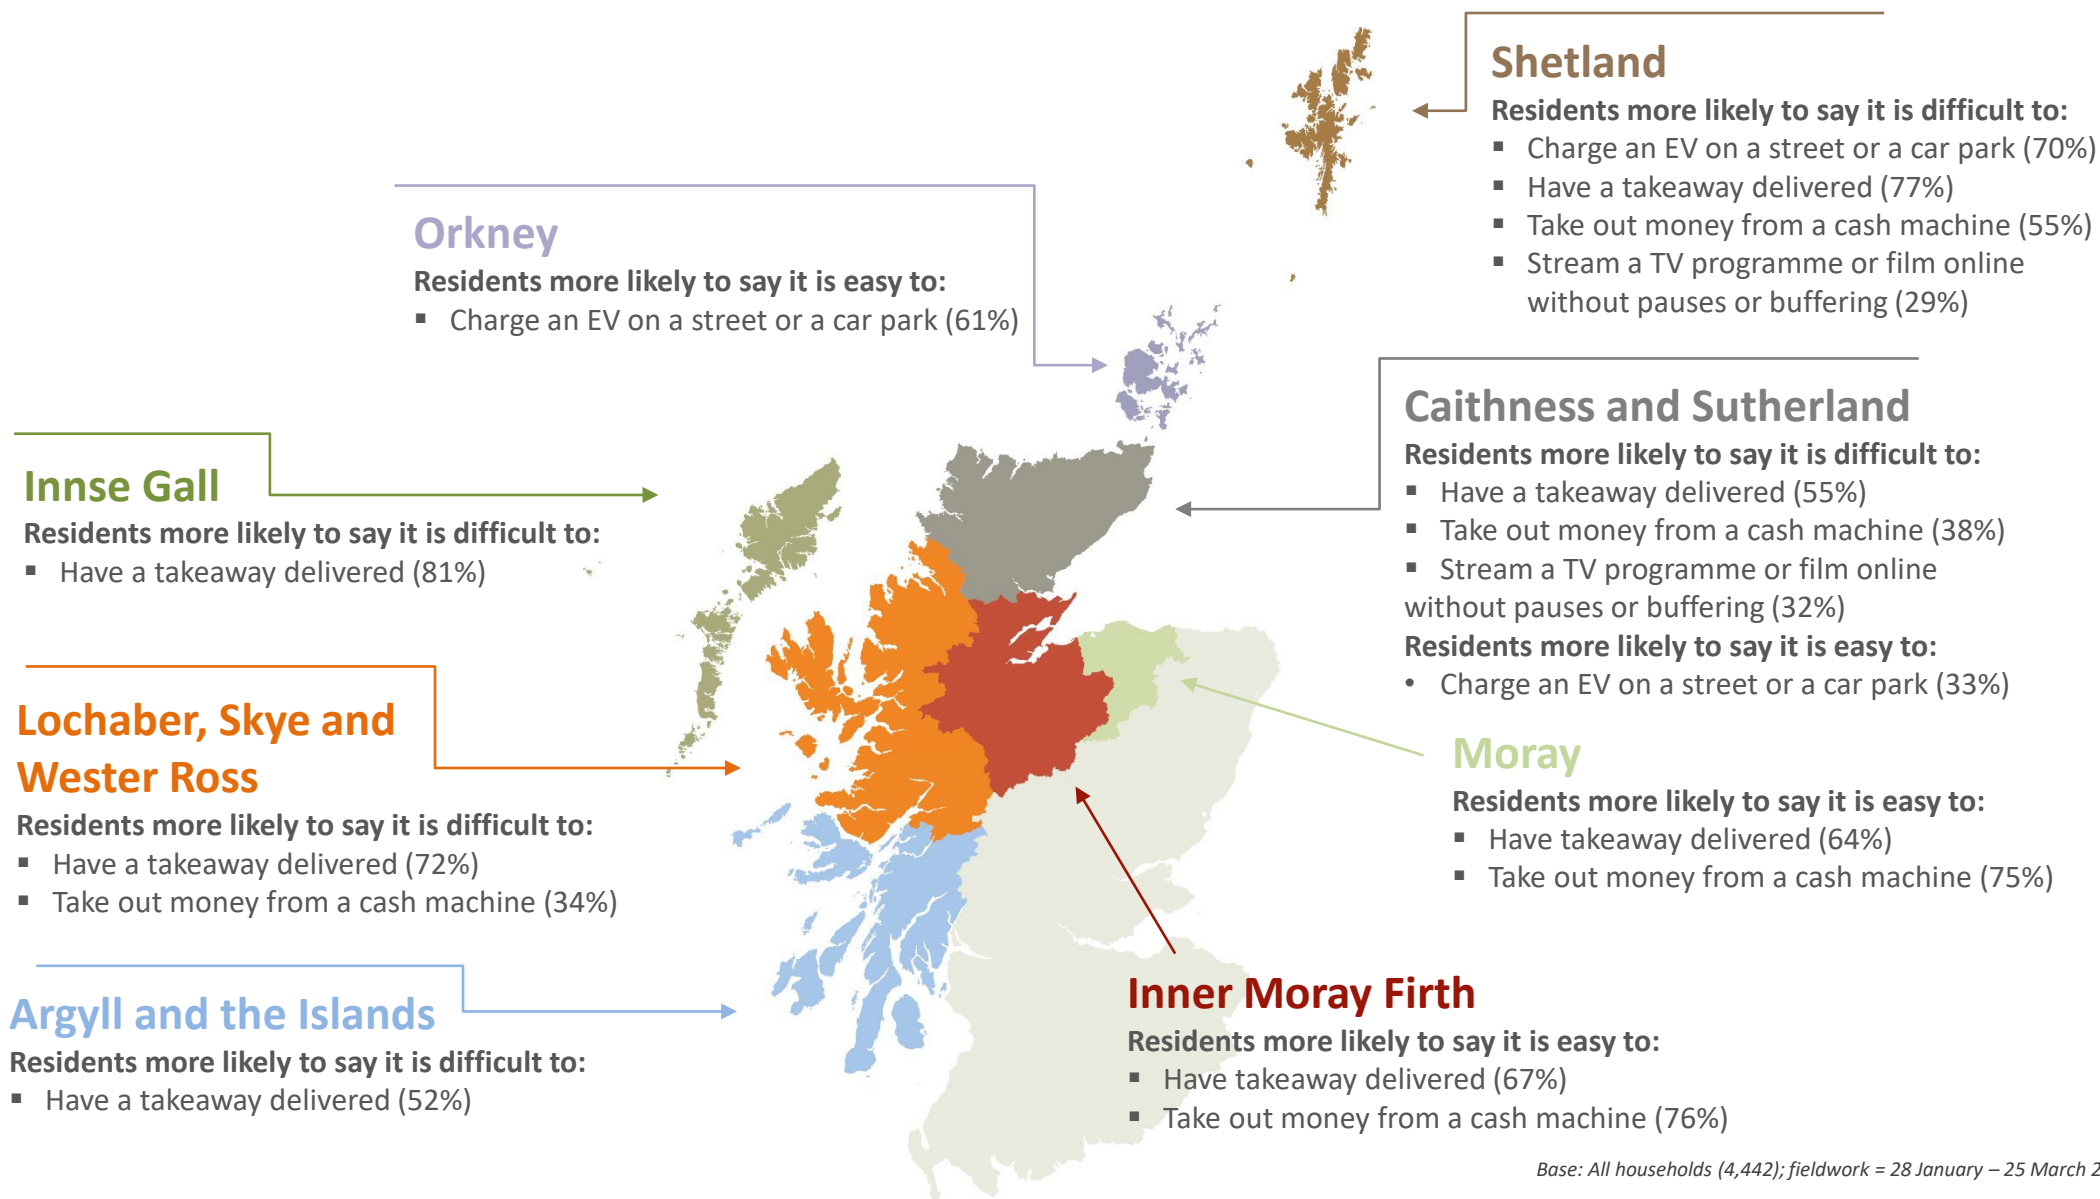 Shetland
Residents more likely to say it is difficult to:
▪ Charge an EV on a street or a car park (70%)
▪ Have a takeaway delivered (77%)
▪ Take out money from a cash machine (55%)
▪ Stream a TV programme or film online
without pauses or buffering (29%)
Orkney
Residents more likely to say it is easy to:
▪ Charge an EV on a street or a car park (61%)
Caithness and Sutherland
Residents more likely to say it is difficult to:
▪ Have a takeaway delivered (55%)
▪ Take out money from a cash machine (38%)
▪ Stream a TV programme or film online
without pauses or buffering (32%)
Residents more likely to say it is easy to:
• Charge an EV on a street or a car park (33%)
Innse Gall
Residents more likely to say it is difficult to:
▪ Have a takeaway delivered (81%)
Lochaber, Skye and
Wester Ross
Residents more likely to say it is difficult to:
▪ Have a takeaway delivered (72%)
▪ Take out money from a cash machine (34%)
Moray
Residents more likely to say it is easy to:
▪ Have takeaway delivered (64%)
▪ Take out money from a cash machine (75%)
Argyll and the Islands
Residents more likely to say it is difficult to:
▪ Have a takeaway delivered (52%)
Inner Moray Firth
Residents more likely to say it is easy to:
▪ Have takeaway delivered (67%)
▪ Take out money from a cash machine (76%)
Base: All households (4,442); fieldwork = 28 January – 25 March